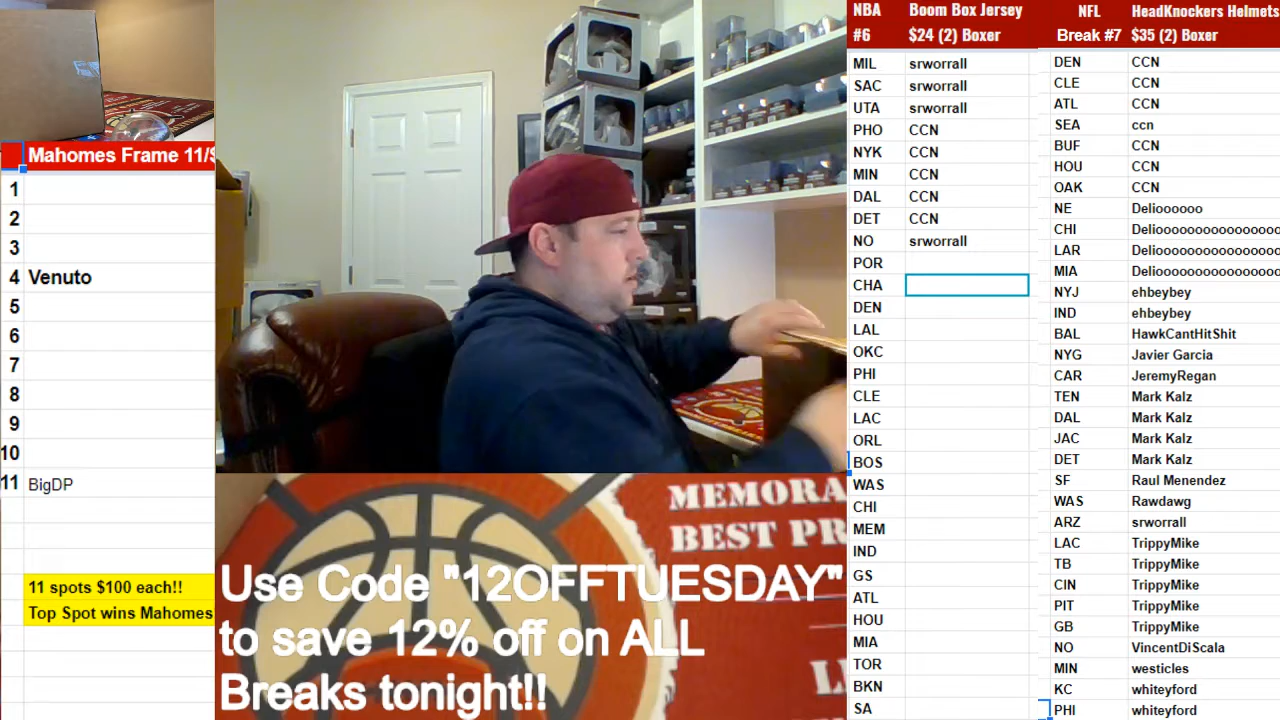 Mahomes Frame 11/
1
2
3
4 Venuto
5
6
7
8
9
10
11 BigDP
11 spots $100 each!!
Top Spot wins Mahomes
MEMORA
BEST PR
Use Code "12OFFTUESDAY"
to save 12% off on ALL
Breaks tonight!!
NBA Boom Box Jersey
#6 $24 (2) Boxer
MIL srworrall
SAC srworrall
UTA srworrall
PHO CCN
NYK CCN
MIN CCN
DAL CCN
DET CCN
NO srworrall
POR
CHA
DEN
LAL
OKC
PHI
CLE
LAC
ORL
BOS
WAS
CHI
MEM
IND
GS
ATL
HOU
MIA
TOR
BKN
SA
NFL HeadKnockers Helmets
Break #7 $35 (2) Boxer
DEN CCN
CLE CCN
ATL CCN
SEA ccn
BUF CCN
HOU CCN
OAK CCN
NE Delioooooo
CHI Deliooooooooooooooooo
LAR Deliooooooooooooooooo
MIA Deliooooooooooooooooo
NYJ ehbeybey
IND ehbeybey
BAL HawkCantHitShit
NYG Javier Garcia
CAR JeremyRegan
TEN Mark Kalz
DAL Mark Kalz
JAC Mark Kalz
DET Mark Kalz
SF Raul Menendez
WAS Rawdawg
ARZ srworrall
LAC TrippyMike
TB TrippyMike
CIN TrippyMike
PIT TrippyMike
GB TrippyMike
NO VincentDiScala
MIN westicles
KC whiteyford
PHI whiteyford